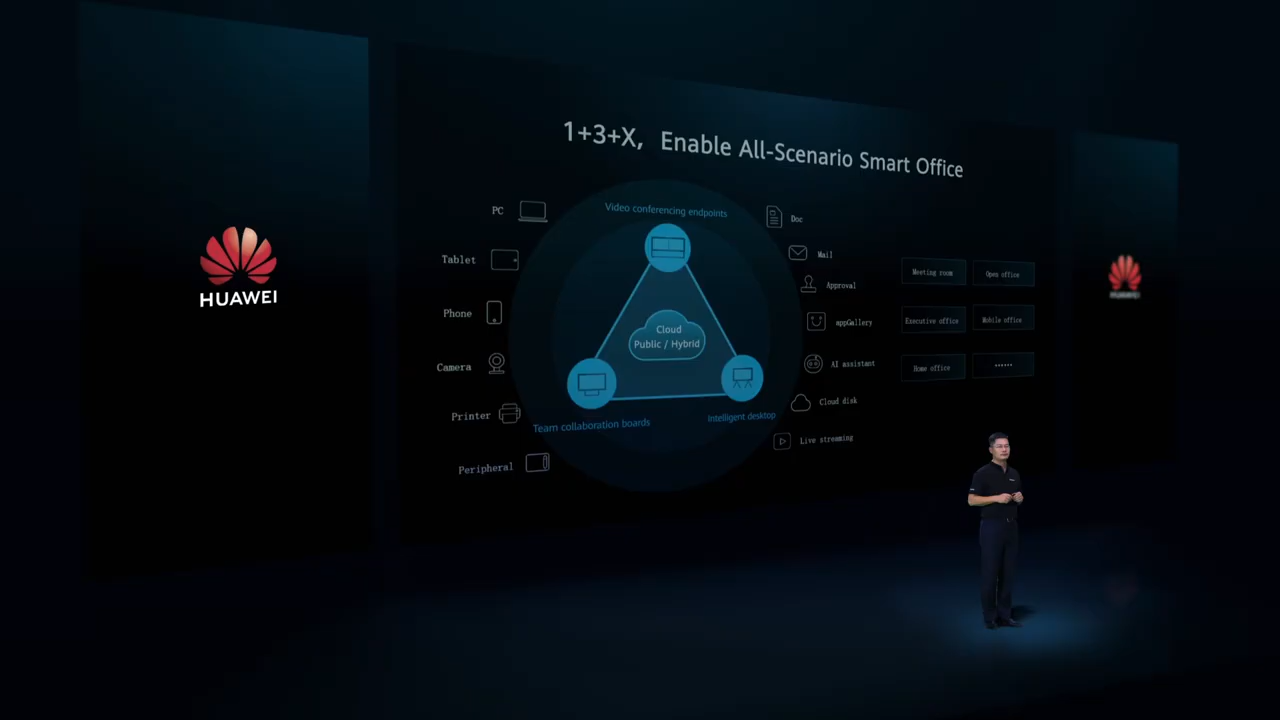 1+3+X, Enable All-Scenario Smart Office
HUAWEI
PC
Tablet
Phone
Camera
Printer
Peripheral
Video conferencing endpoints
Cloud
Public / Hybrid
Team collaboration boards
Intelligent desktop
Doc
Mail
Approval
appGallery
AI assistant
Cloud disk
Live streaming
Meeting room
Open office
Executive office
Mobile office
Home office
······
HUAWEI